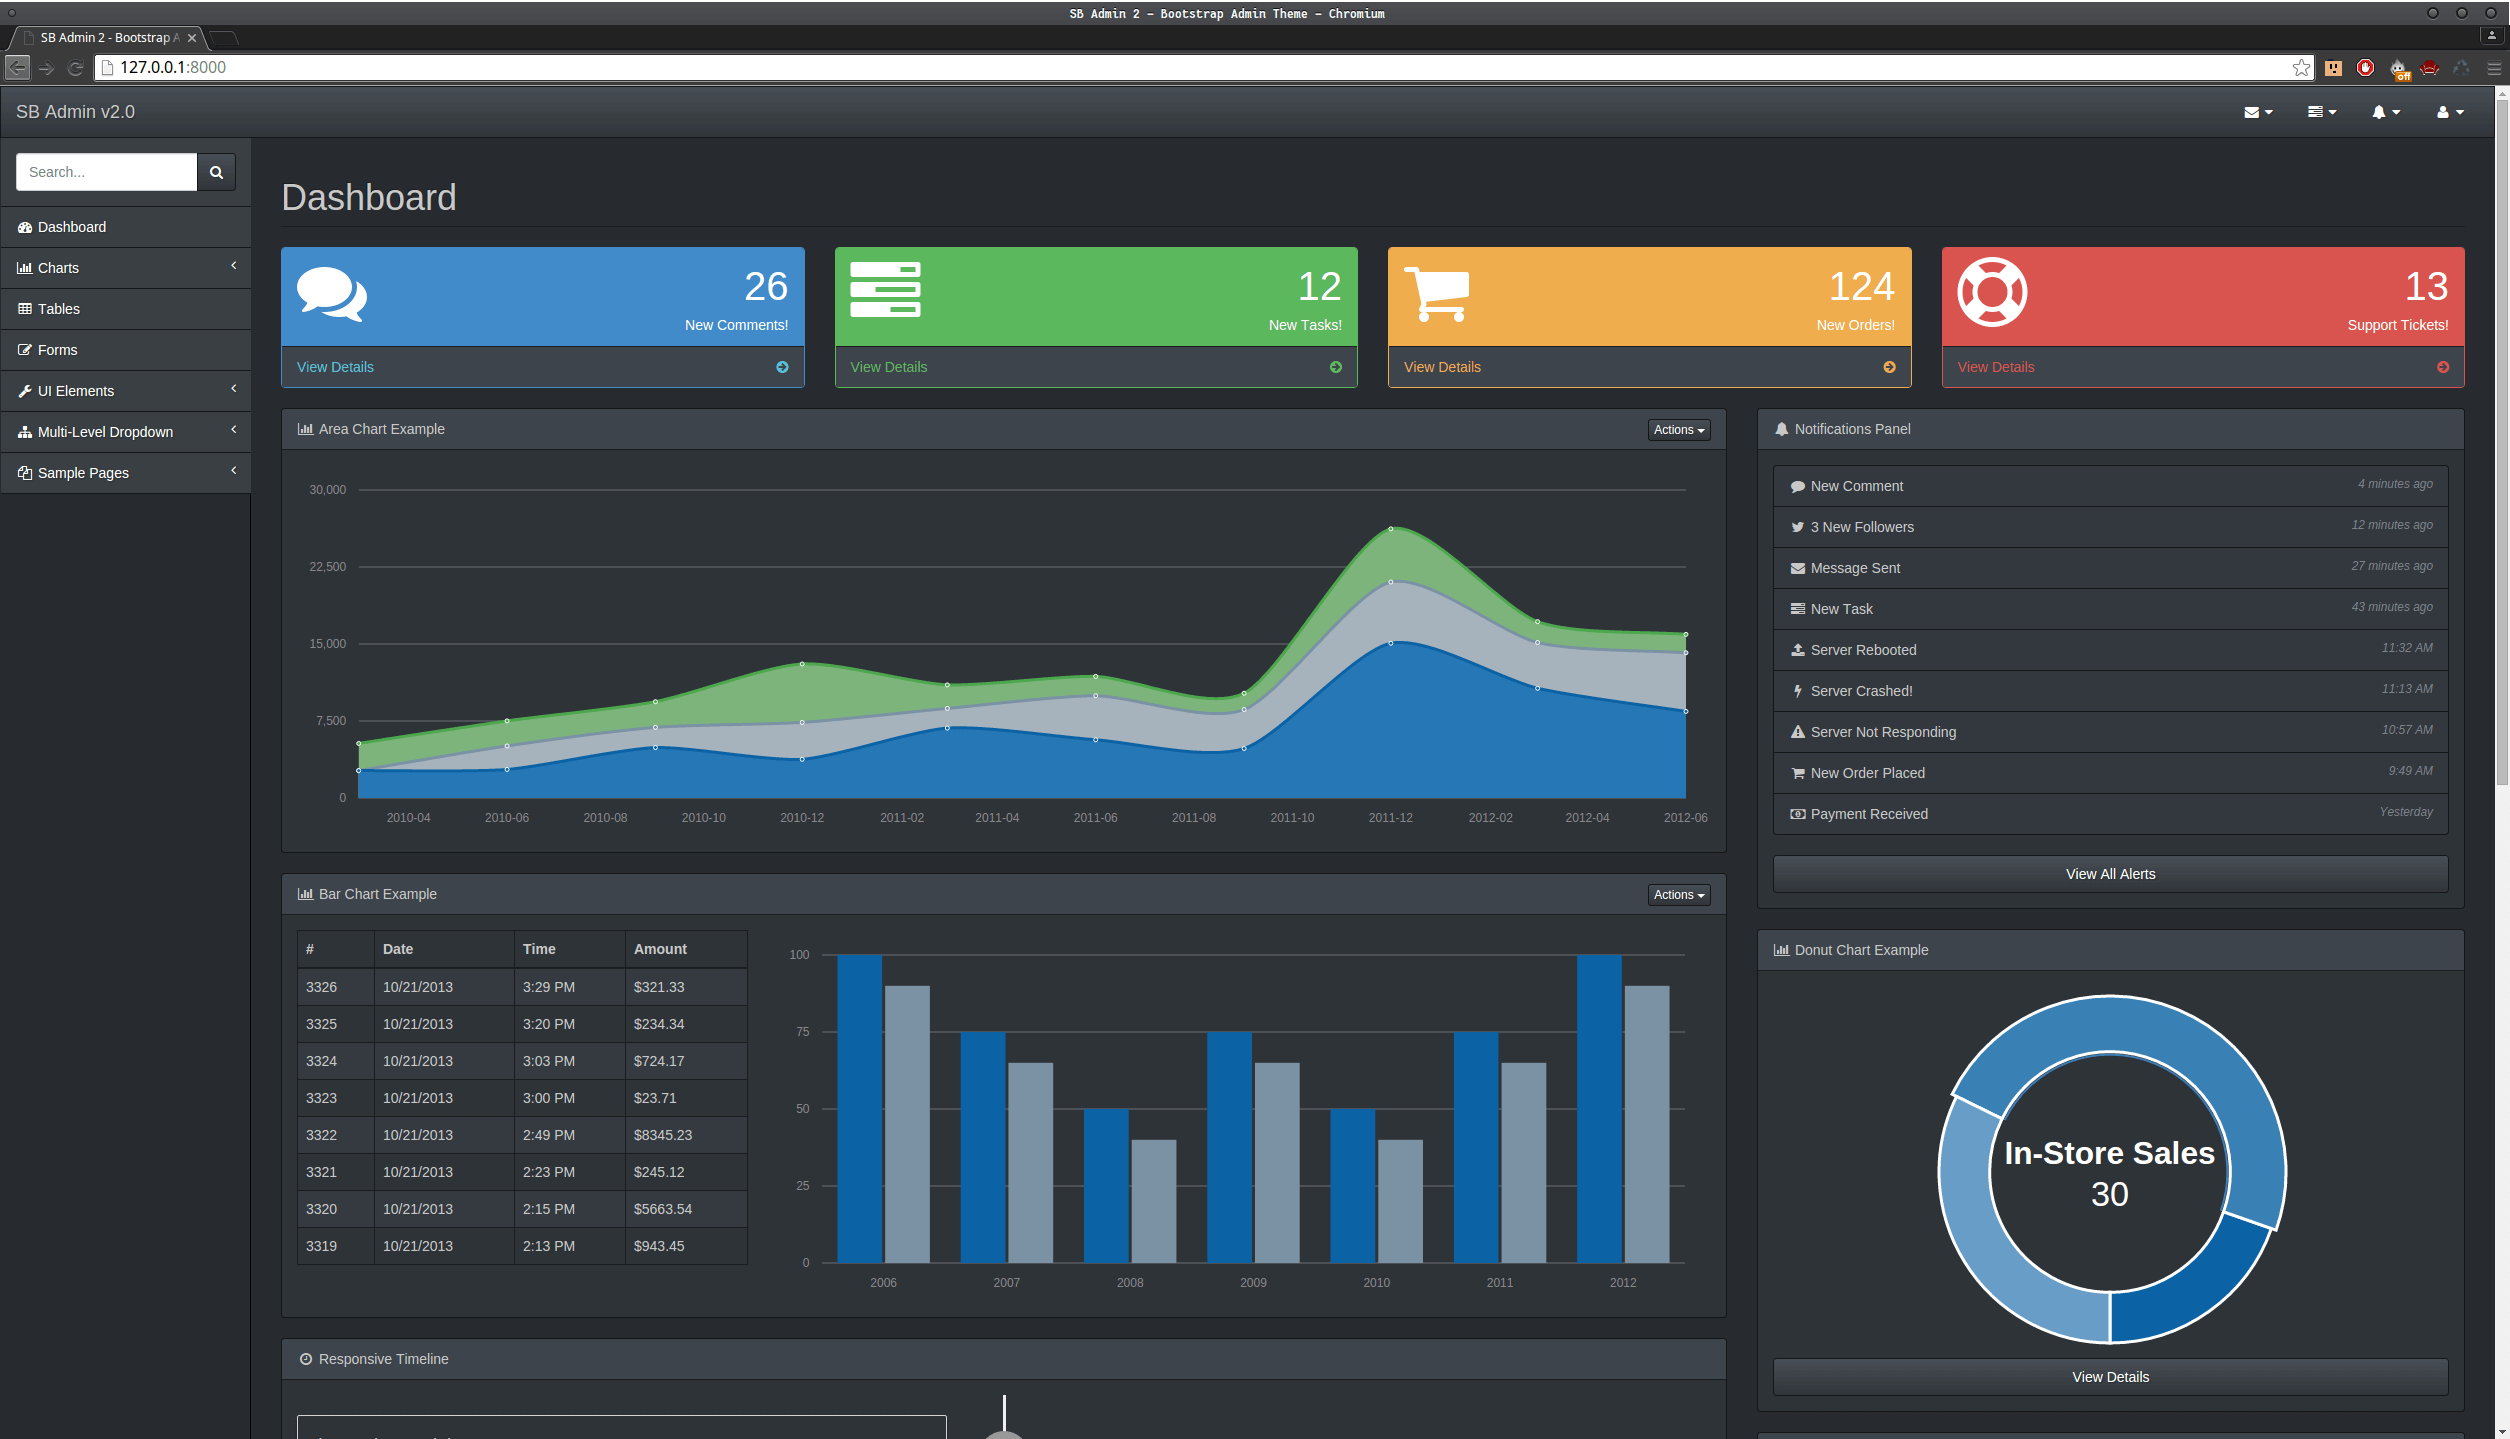 SB Admin 2 - Bootstrap Admin Theme - Chromium
SB Admin 2 - Bootstrap A
127.0.0.1:8000
off
SB Admin v2.0
Search...
Dashboard
Charts
Tables
Forms
UI Elements
Multi-Level Dropdown
Sample Pages
Dashboard
26
New Comments!
View Details
12
New Tasks!
View Details
124
New Orders!
View Details
13
Support Tickets!
View Details
Area Chart Example
Actions
30,000
22,500
15,000
7,500
0
2010-04 2010-06 2010-08 2010-10 2010-12 2011-02 2011-04 2011-06 2011-08 2011-10 2011-12 2012-02 2012-04 2012-06
Notifications Panel
New Comment 4 minutes ago
3 New Followers 12 minutes ago
Message Sent 27 minutes ago
New Task 43 minutes ago
Server Rebooted 11:32 AM
Server Crashed! 11:13 AM
Server Not Responding 10:57 AM
New Order Placed 9:49 AM
Payment Received Yesterday
View All Alerts
Bar Chart Example
Actions
# Date Time Amount
3326 10/21/2013 3:29 PM $321.33
3325 10/21/2013 3:20 PM $234.34
3324 10/21/2013 3:03 PM $724.17
3323 10/21/2013 3:00 PM $23.71
3322 10/21/2013 2:49 PM $8345.23
3321 10/21/2013 2:23 PM $245.12
3320 10/21/2013 2:15 PM $5663.54
3319 10/21/2013 2:13 PM $943.45
100
75
50
25
0
2006 2007 2008 2009 2010 2011 2012
Donut Chart Example
In-Store Sales
30
View Details
Responsive Timeline